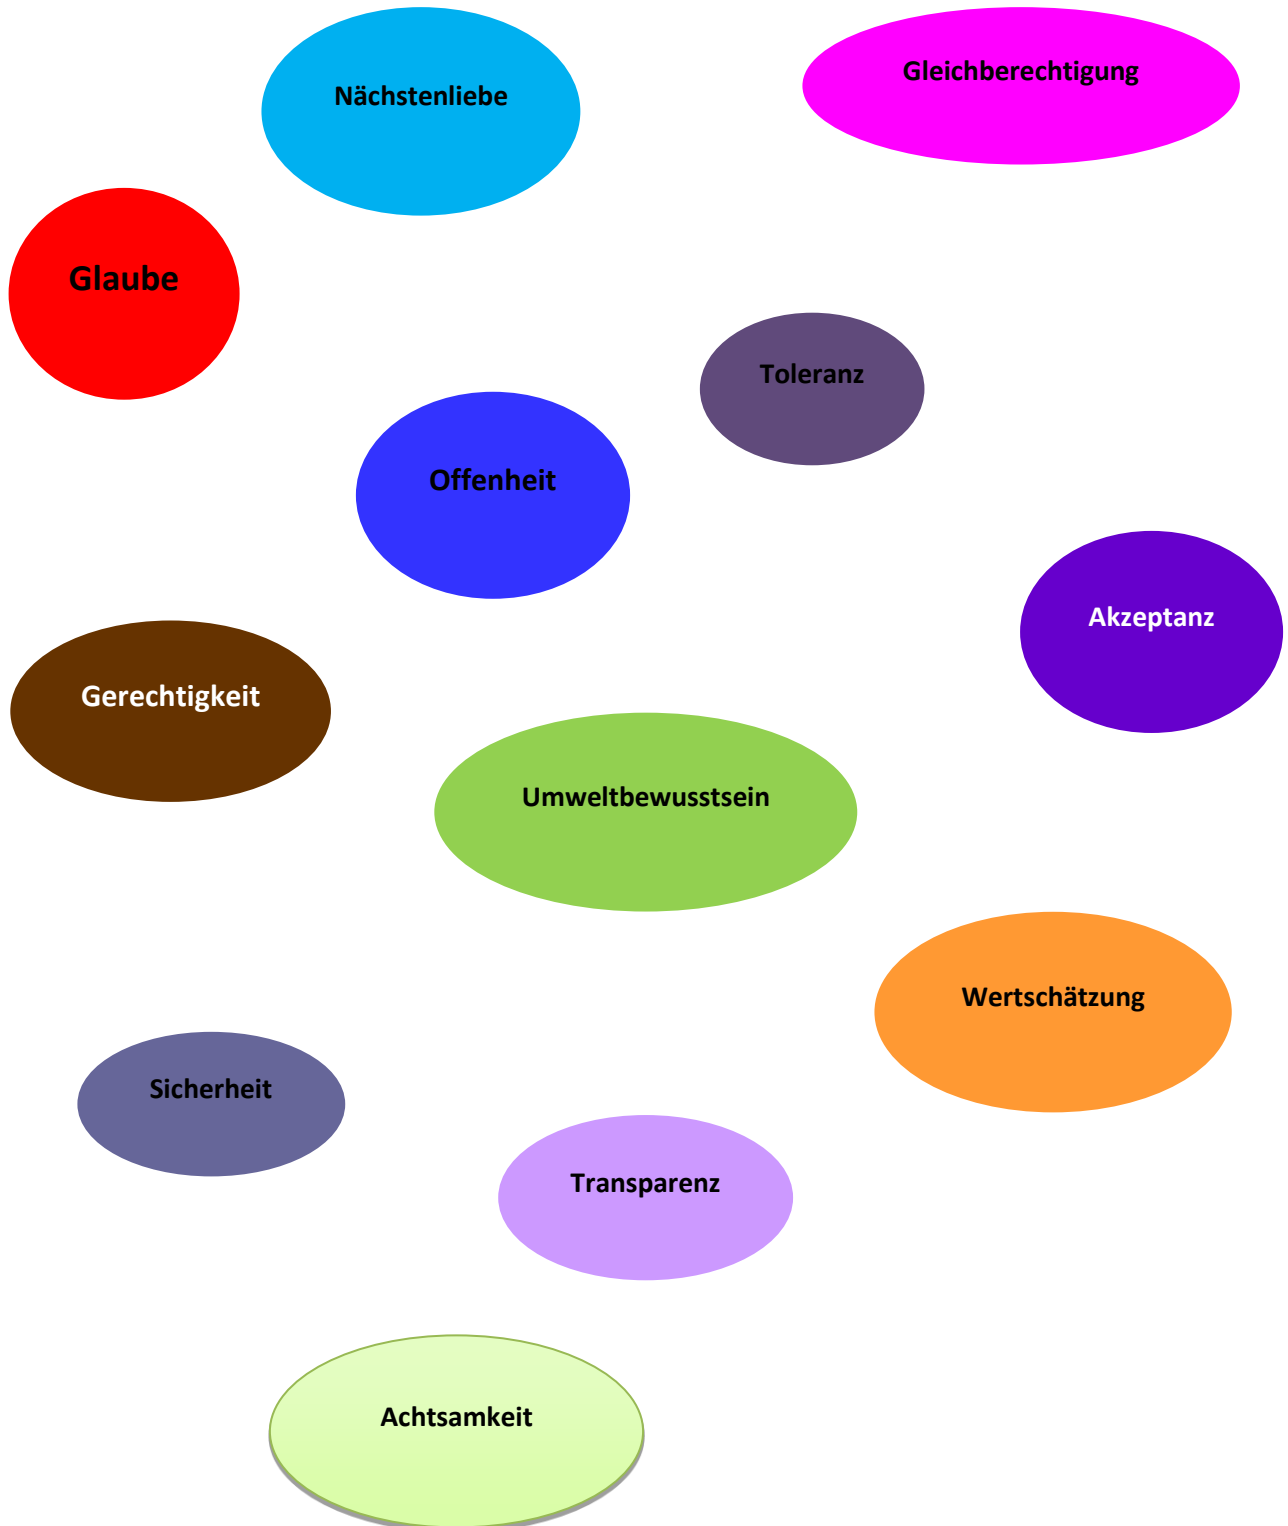 Gleichberechtigung
Nächstenliebe
Glaube
Toleranz
Offenheit
Akzeptanz
Gerechtigkeit
Umweltbewusstsein
Wertschätzung
Sicherheit
Transparenz
Achtsamkeit